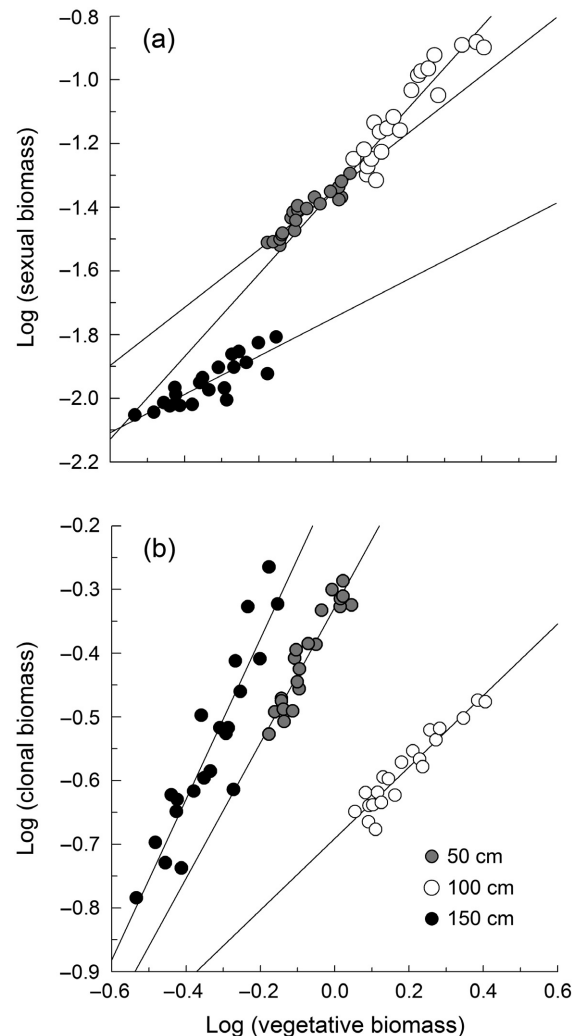 (a)
–0.8
–1.0
–1.2
–1.4
–1.6
–1.8
–2.0
–2.2
Log (sexual biomass)
(b)
–0.2
–0.3
–0.4
–0.5
–0.6
–0.7
–0.8
–0.9
Log (clonal biomass)
50 cm
100 cm
150 cm
–0.6 –0.4 –0.2 0.0 0.2 0.4 0.6
Log (vegetative biomass)